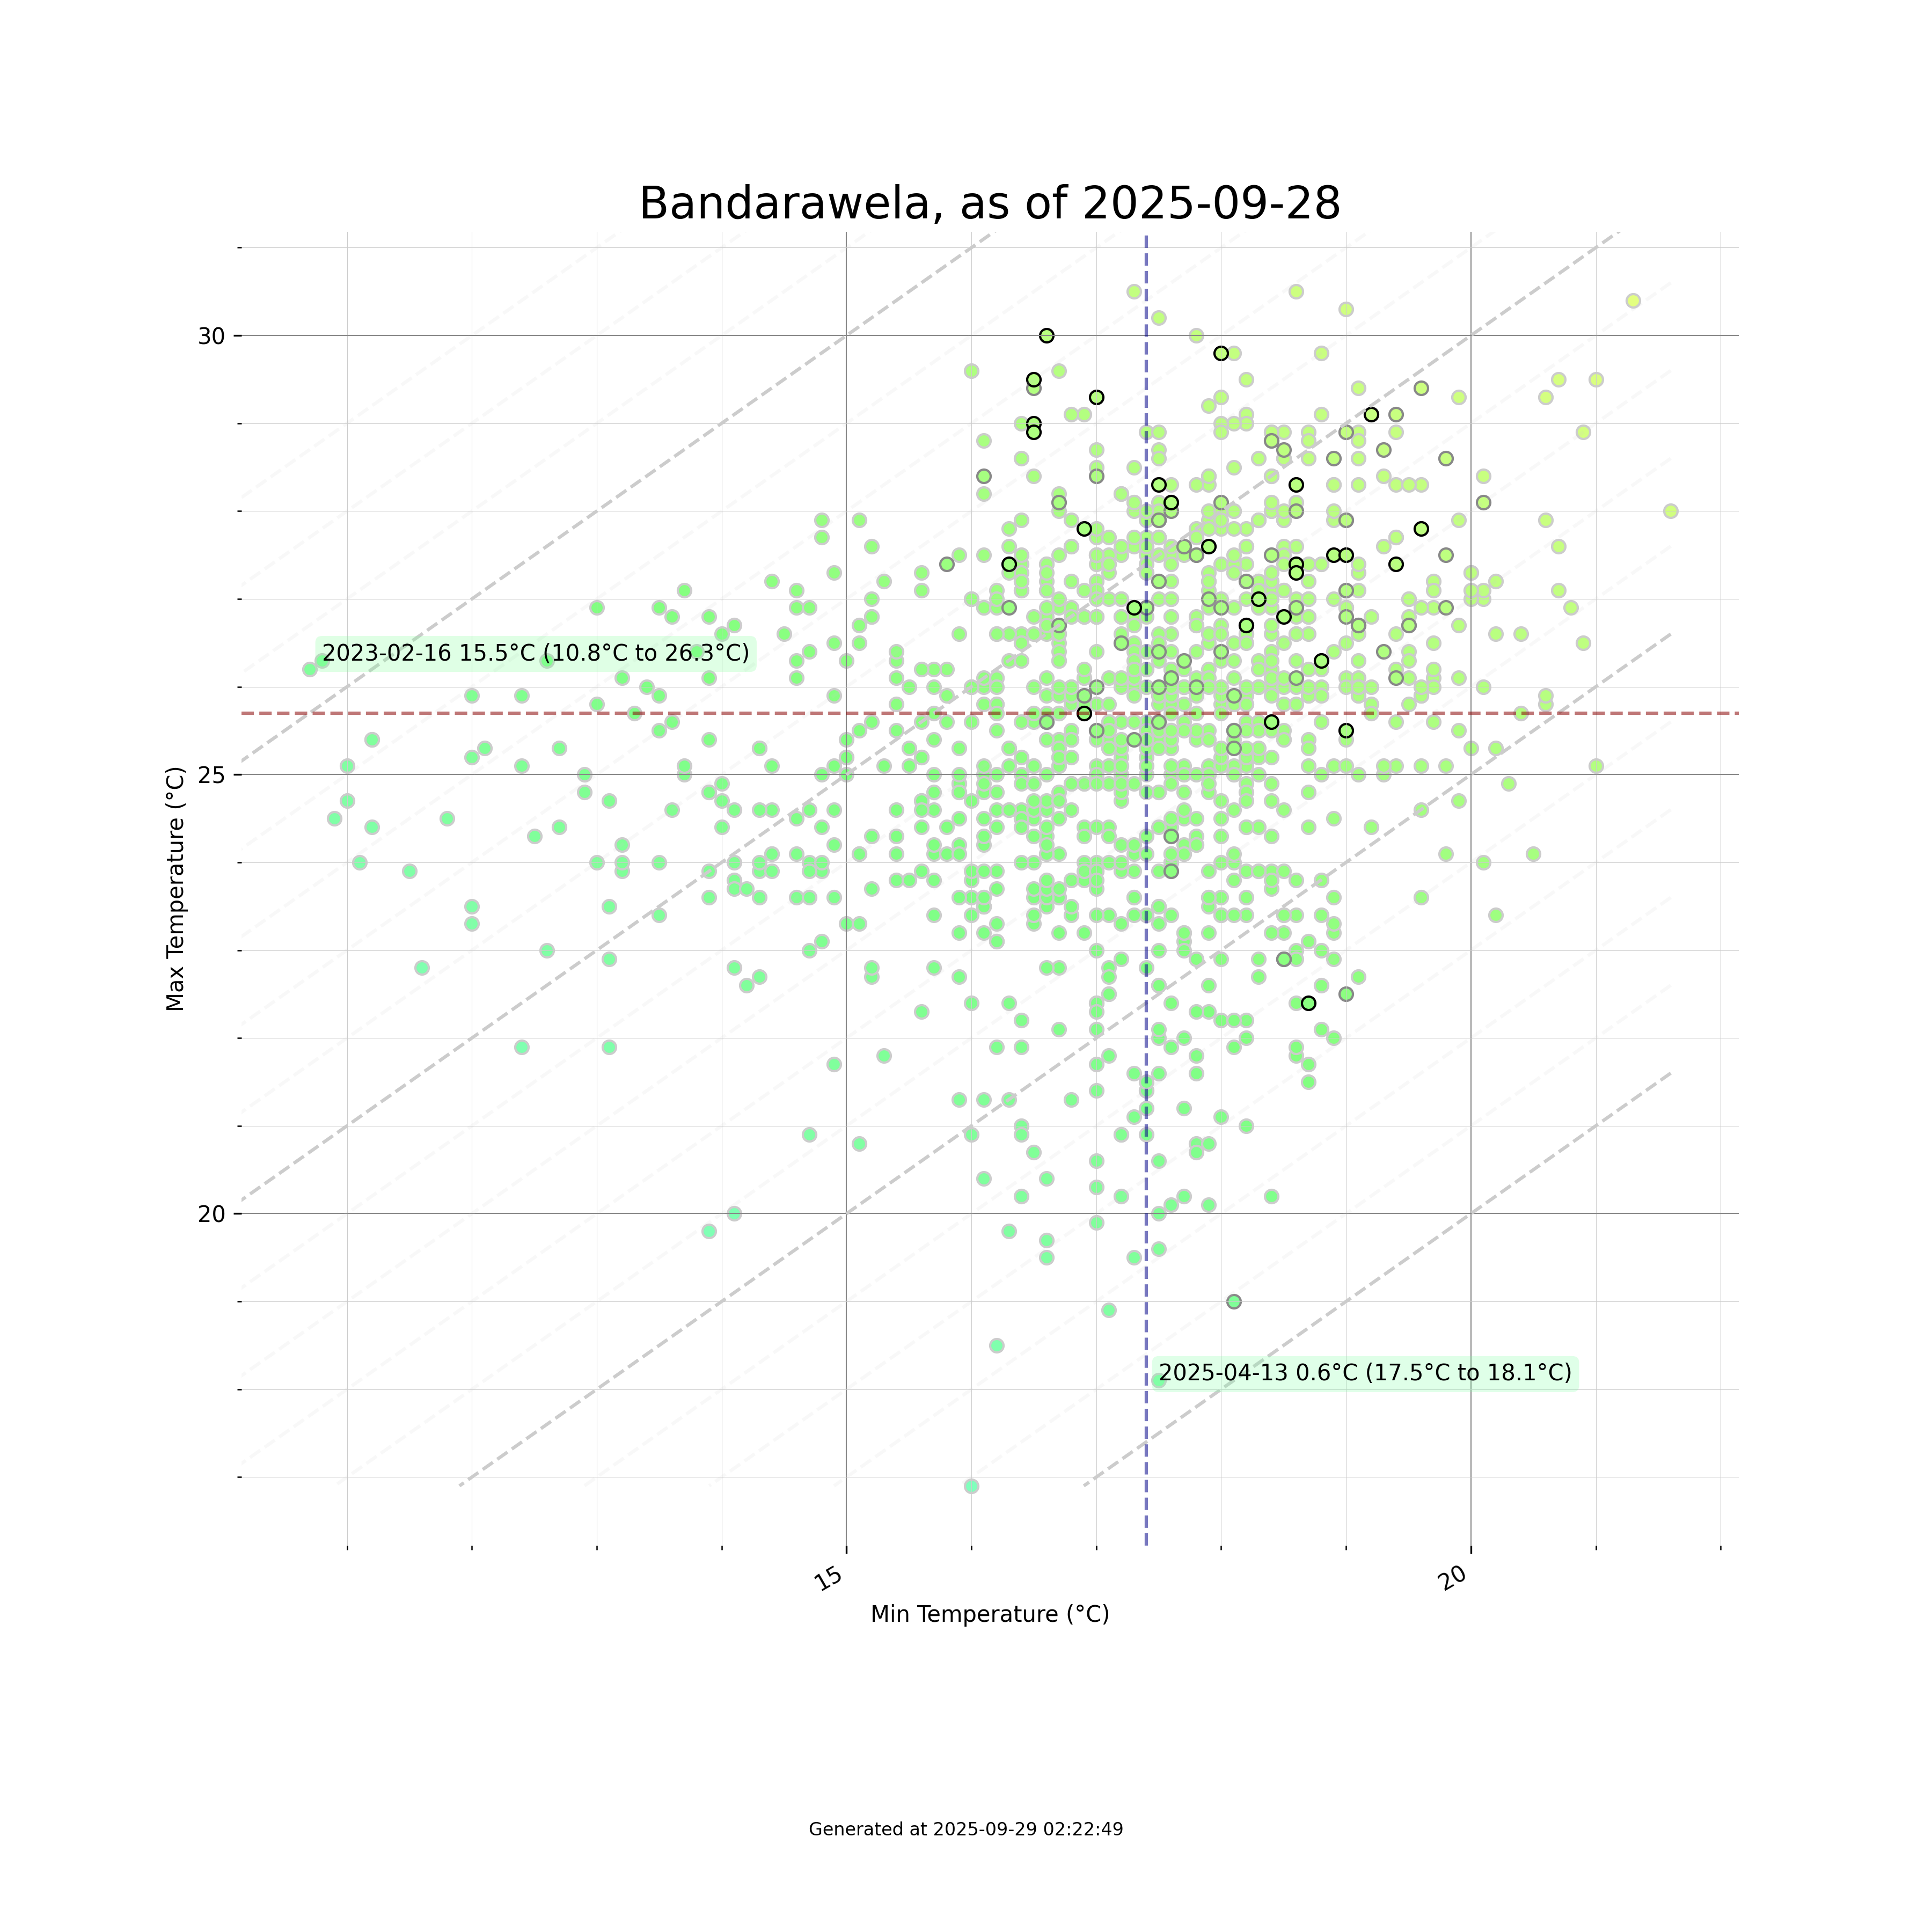 Bandarawela, as of 2025-09-28
30
25
20
Max Temperature (°C)
2023-02-16 15.5°C (10.8°C to 26.3°C)
2025-04-13 0.6°C (17.5°C to 18.1°C)
15
20
Min Temperature (°C)
Generated at 2025-09-29 02:22:49